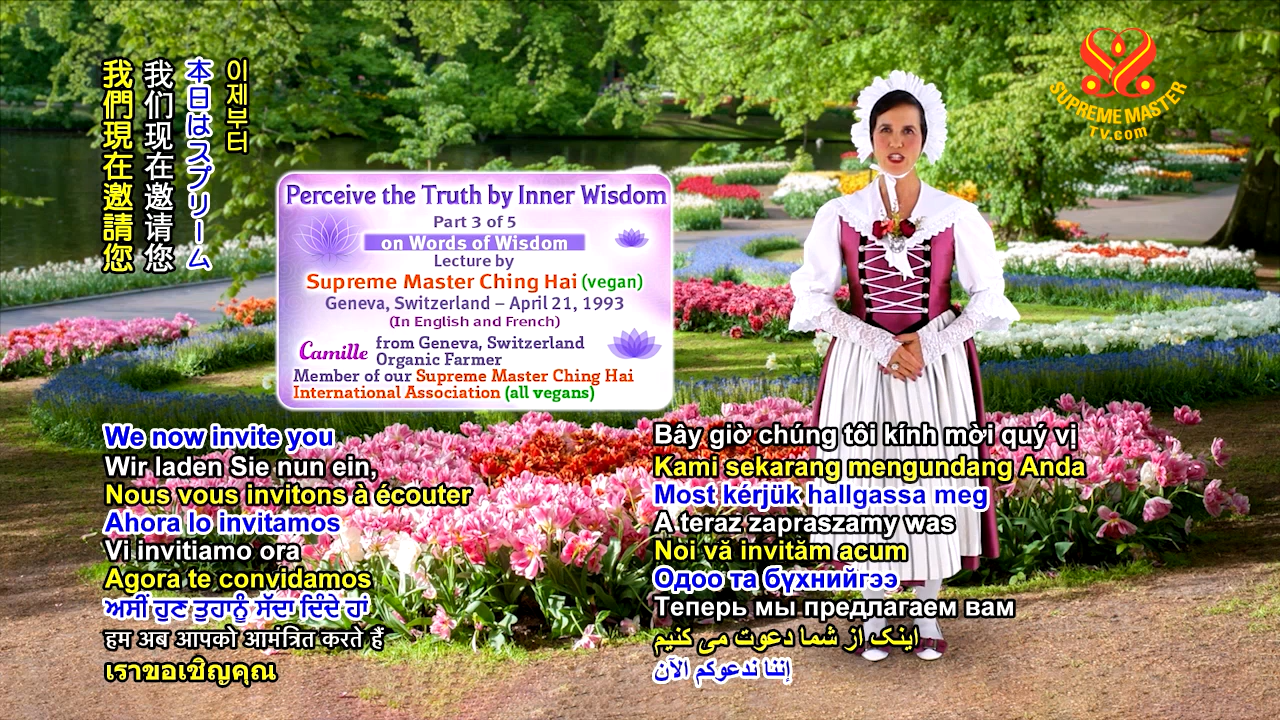 我們現在邀請您
我们现在邀请您
本日はスプリーム
이제부터
SUPREME MASTER
TV.com
Perceive the Truth by Inner Wisdom
Part 3 of 5
on Words of Wisdom
Lecture by
Supreme Master Ching Hai (vegan)
Geneva, Switzerland – April 21, 1993
(In English and French)
Camille from Geneva, Switzerland
Organic Farmer
Member of our Supreme Master Ching Hai
International Association (all vegans)
We now invite you
Wir laden Sie nun ein,
Nous vous invitons à écouter
Ahora lo invitamos
Vi invitiamo ora
Agora te convidamos
ਅਸੀਂ ਹੁਣ ਤੁਹਾਨੂੰ ਸੱਦਾ ਦਿੰਦੇ ਹਾਂ
हम अब आपको आमंत्रित करते हैं
เราขอเชิญคุณ
Bây giờ chúng tôi kính mời quý vị
Kami sekarang mengundang Anda
Most kérjük hallgassa meg
A teraz zapraszamy was
Noi vă invităm acum
Одоо та бүхнийгээ
Теперь мы предлагаем вам
اینک از شما دعوت می کنیم
إننا ندعوكم الآن